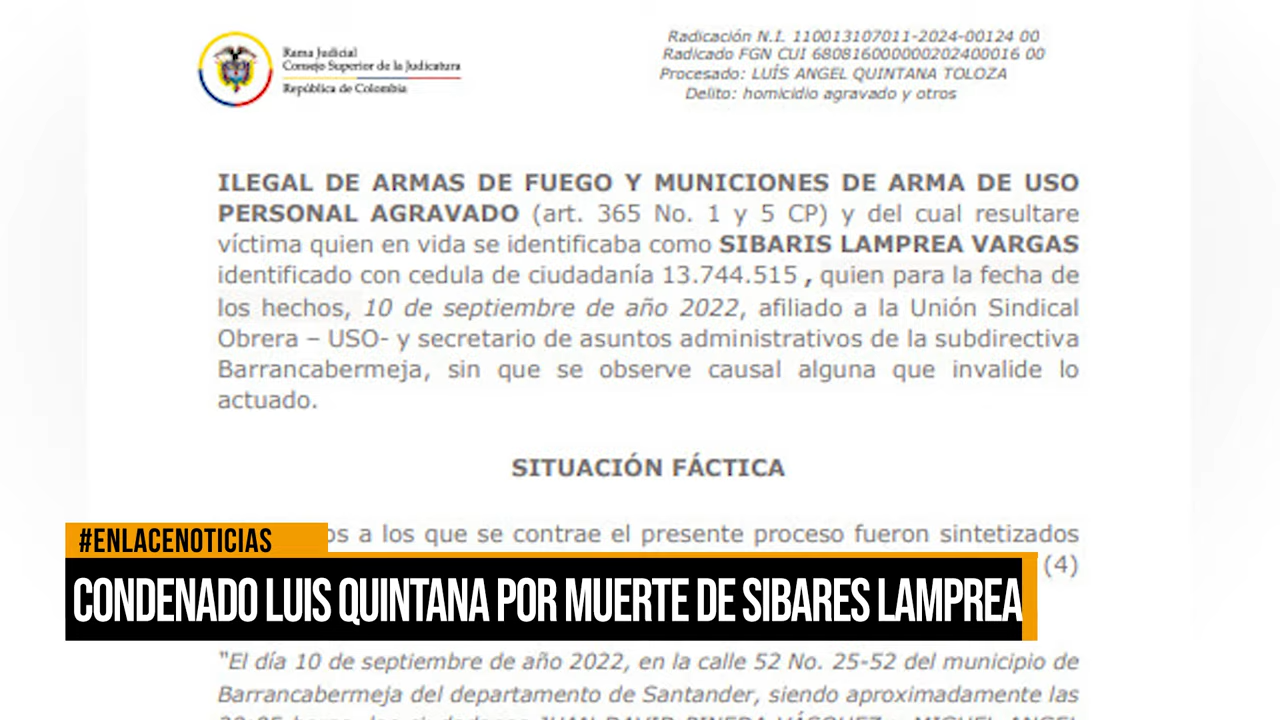 Rama Judicial
Consejo Superior de la Judicatura
República de Colombia
Radicación N.I. 110013107011-2024-00124 00
Radicado FGN CUI 680816000000202400016 00
Procesado: LUÍS ANGEL QUINTANA TOLOZA
Delito: homicidio agravado y otros
ILEGAL DE ARMAS DE FUEGO Y MUNICIONES DE ARMA DE USO
PERSONAL AGRAVADO (art. 365 No. 1 y 5 CP) y del cual resultare
víctima quien en vida se identificaba como SIBARIS LAMPREA VARGAS
identificado con cedula de ciudadanía 13.744.515 , quien para la fecha de
los hechos, 10 de septiembre de año 2022, afiliado a la Unión Sindical
Obrera – USO- y secretario de asuntos administrativos de la subdirectiva
Barrancabermeja, sin que se observe causal alguna que invalide lo
actuado.
SITUACIÓN FÁCTICA
a los que se contrae el presente proceso fueron sintetizados
(4)
#ENLACENOTICIAS
CONDENADO LUIS QUINTANA POR MUERTE DE SIBARES LAMPREA
"El día 10 de septiembre de año 2022, en la calle 52 No. 25-52 del municipio de
Barrancabermeja del departamento de Santander, siendo aproximadamente las